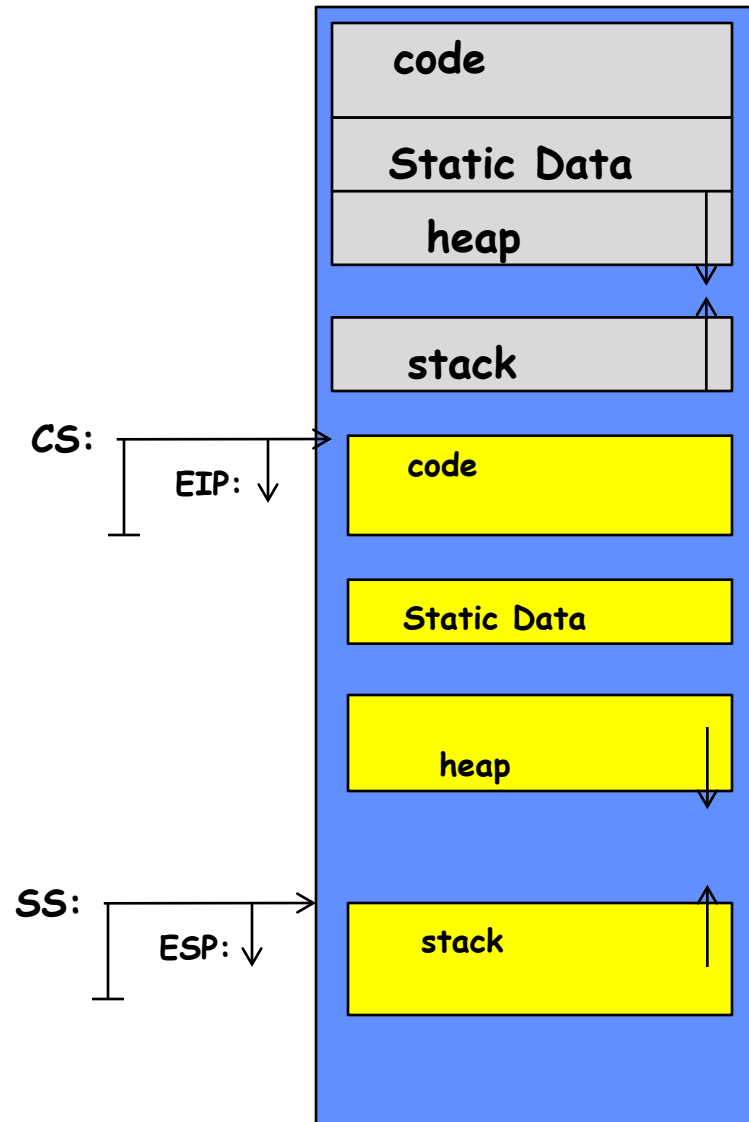 code
Static Data
heap
stack
CS:
EIP:
code
Static Data
heap
SS:
ESP:
stack